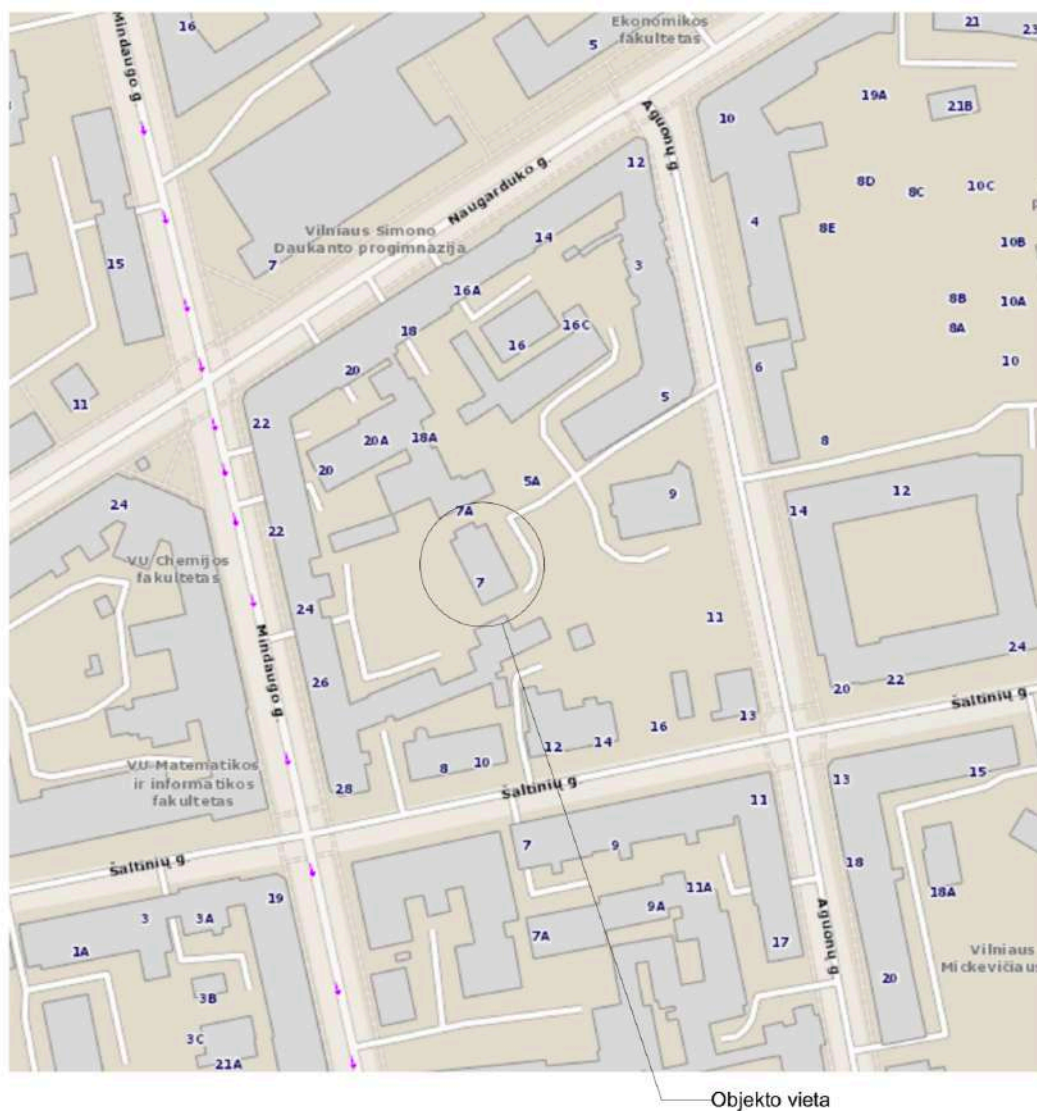 Mindaugo g.
16
Ekonomikos
fakultetas
5
21
23
19A
21B
Aguonų g.
10
12
8D
8C
10C
Naugarduko g.
4
8E
15
Vilniaus Simono
Daukanto progimnazija
7
14
3
10B
16A
8B
10A
16C
8A
18
16
10
20
6
11
5
22
20A
18A
8
20
5A
9
12
24
7A
14
22
VU Chemijos
fakultetas
7
24
11
Mindaugo g.
26
24
22
20
Šaltinių g.
16
13
12
14
8
10
VU Matematikos
ir informatikos
fakultetas
28
Šaltinių g.
13
15
11
7
9
Šaltinių g.
18
19
11A
18A
3
3A
9A
1A
7A
17
Aguonų g.
Vilniaus
Mickevičiaus
20
3B
3C
21A
Objekto vieta